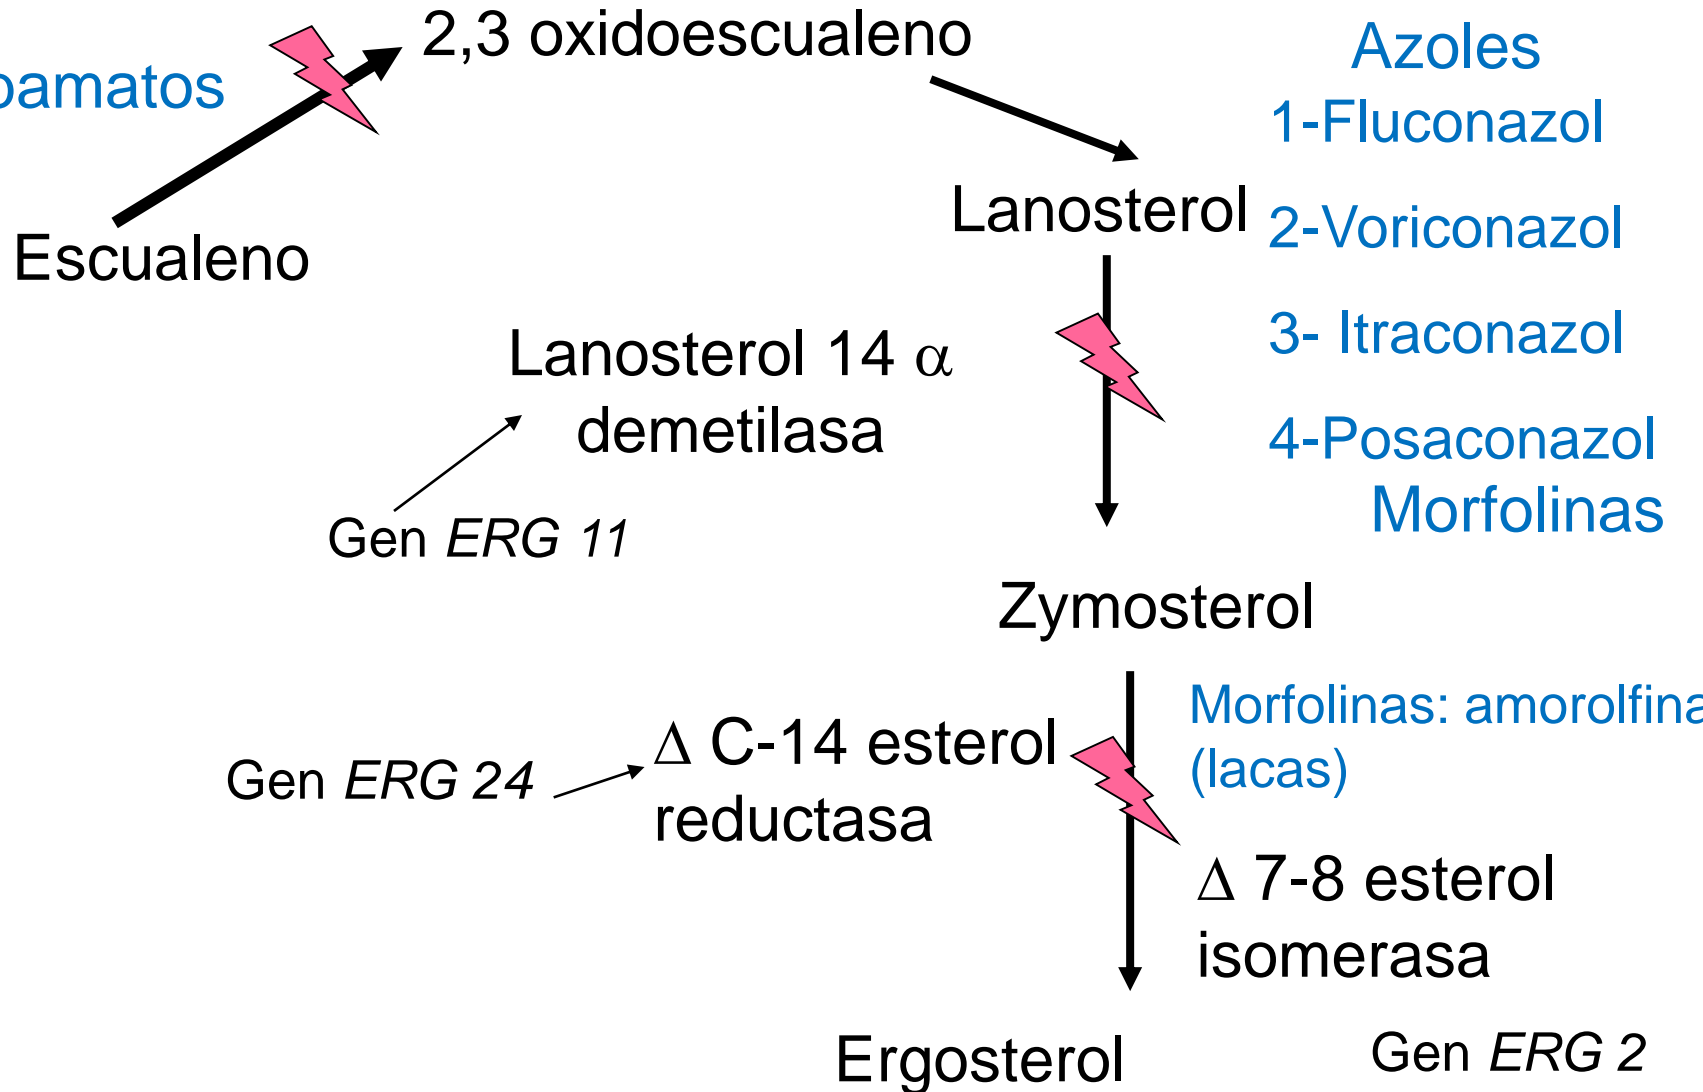 2,3 oxidoescualeno
Azoles
1-Fluconazol
Lanosterol
2-Voriconazol
Escualeno
3- Itraconazol
Lanosterol 14 α
demetilasa
4-Posaconazol
Morfolinas
Gen ERG 11
Zymosterol
Morfolinas: amorolfina
(lacas)
Δ C-14 esterol
reductasa
Gen ERG 24
Δ 7-8 esterol
isomerasa
Ergosterol
Gen ERG 2